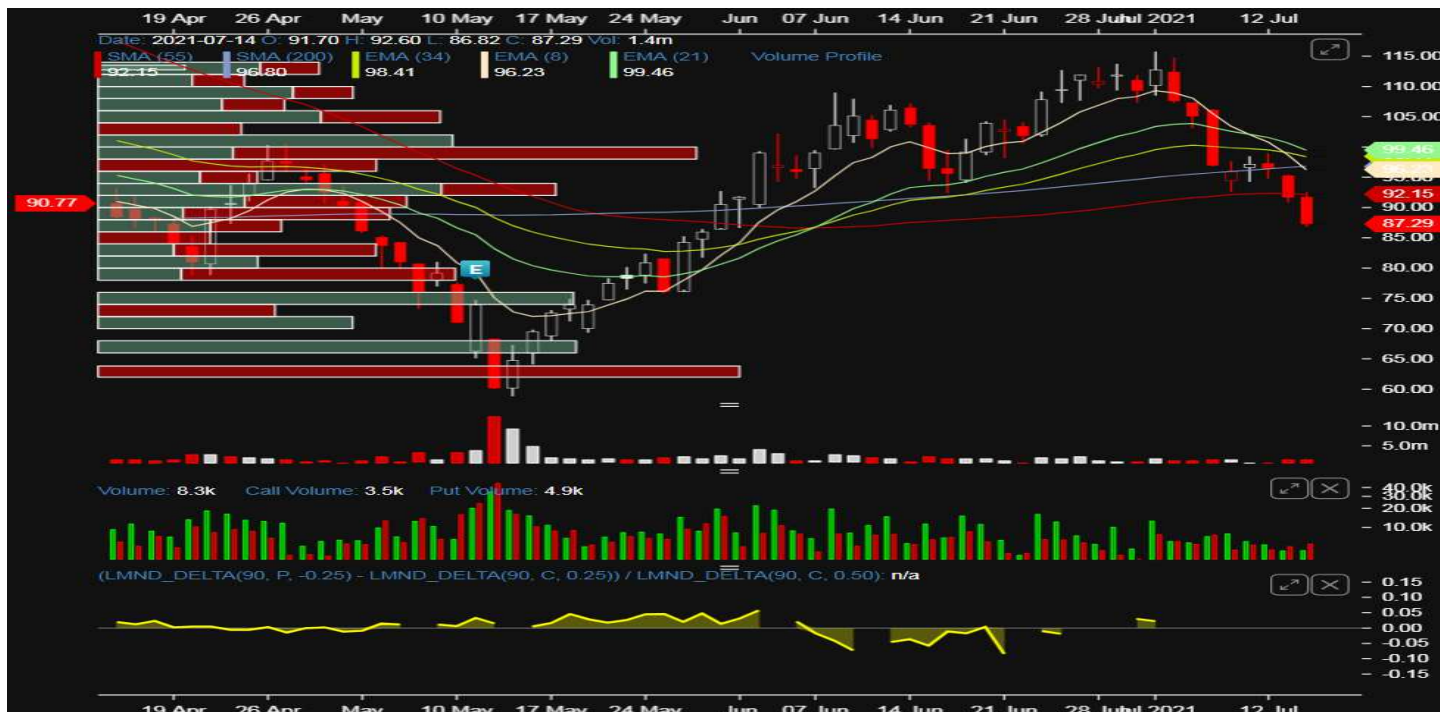 19 Apr 26 Apr May 10 May 17 May 24 May Jun 07 Jun 14 Jun 21 Jun 28 Jun 2021 12 Jul
Date: 2021-07-14 O: 91.70 H: 92.60 L: 86.82 C: 87.29 Vol: 1.4m
SMA (55) SMA (200) EMA (34) EMA (8) EMA (21) Volume Profile
92.15 96.80 98.41 96.23 99.46
115.00
110.00
105.00
99.46
95.00
92.15
90.77
90.00
87.29
85.00
80.00
E
75.00
70.00
65.00
60.00
10.0m
5.0m
Volume: 8.3k Call Volume: 3.5k Put Volume: 4.9k
40.0k
30.0k
20.0k
10.0k
(LMND_DELTA(90, P, -0.25) - LMND_DELTA(90, C, 0.25)) / LMND_DELTA(90, C, 0.50): n/a
0.15
0.10
0.05
0.00
-0.05
-0.10
-0.15
19 Apr 26 Apr May 10 May 17 May 24 May Jun 07 Jun 14 Jun 21 Jun 28 Jun 2021 12 Jul